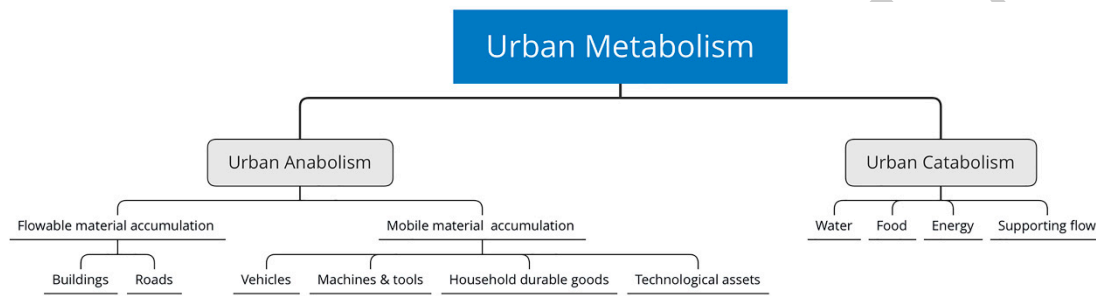 Urban Metabolism
Urban Anabolism
Urban Catabolism
Flowable material accumulation
Mobile material accumulation
Water
Food
Energy
Supporting flow
Buildings
Roads
Vehicles
Machines & tools
Household durable goods
Technological assets